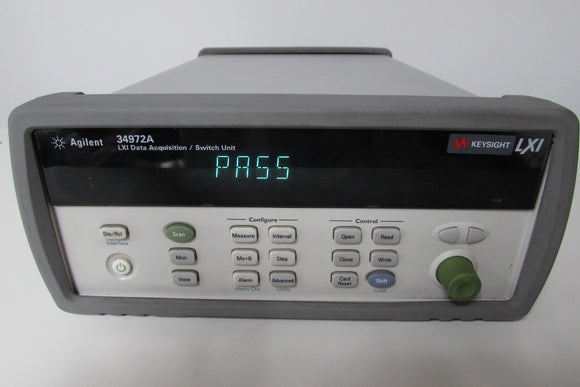 Agilent
34972A
LXI Data Acquisition / Switch Unit
KEYSIGHT
LXI
PASS
Configure
Control
Sto/Rcl
Interface
Scan
Measure
Interval
Open
Read
Mon
Mx+B
Step
Close
Write
View
Alarm
Advanced
Card
Reset
Shift
Alarm Out
Utility
Local